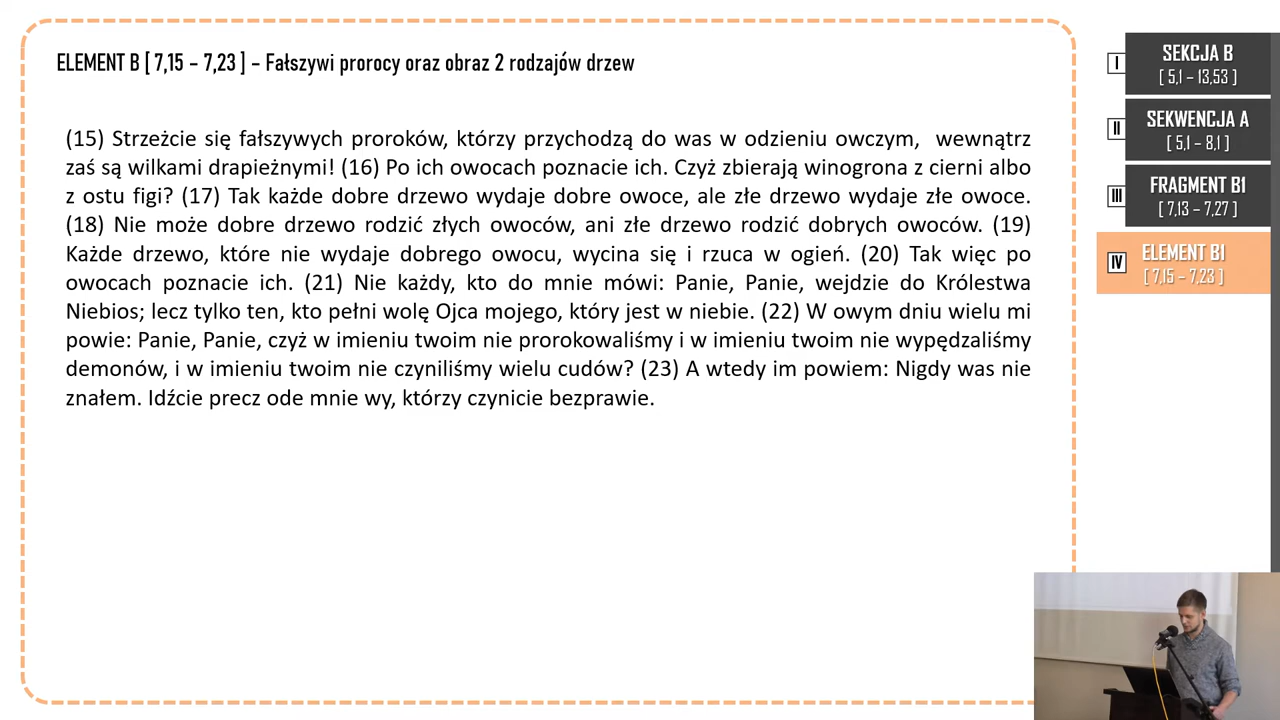 ELEMENT B [ 7,15 – 7,23 ] – Fałszywi prorocy oraz obraz 2 rodzajów drzew
(15) Strzeżcie się fałszywych proroków, którzy przychodzą do was w odzieniu owczym, wewnątrz
zaś są wilkami drapieżnymi! (16) Po ich owocach poznacie ich. Czyż zbierają winogrona z cierni albo
z ostu figi? (17) Tak każde dobre drzewo wydaje dobre owoce, ale złe drzewo wydaje złe owoce.
(18) Nie może dobre drzewo rodzić złych owoców, ani złe drzewo rodzić dobrych owoców. (19)
Każde drzewo, które nie wydaje dobrego owocu, wycina się i rzuca w ogień. (20) Tak więc po
owocach poznacie ich. (21) Nie każdy, kto do mnie mówi: Panie, Panie, wejdzie do Królestwa
Niebios; lecz tylko ten, kto pełni wolę Ojca mojego, który jest w niebie. (22) W owym dniu wielu mi
powie: Panie, Panie, czyż w imieniu twoim nie prorokowaliśmy i w imieniu twoim nie wypędzaliśmy
demonów, i w imieniu twoim nie czyniliśmy wielu cudów? (23) A wtedy im powiem: Nigdy was nie
znałem. Idźcie precz ode mnie wy, którzy czynicie bezprawie.
I
SEKCJA B
[ 5,1 – 13,53 ]
II
SEKWENCJA A
[ 5,1 – 8,1 ]
III
FRAGMENT B1
[ 7,13 – 7,27 ]
IV
ELEMENT B1
[ 7,15 – 7,23 ]